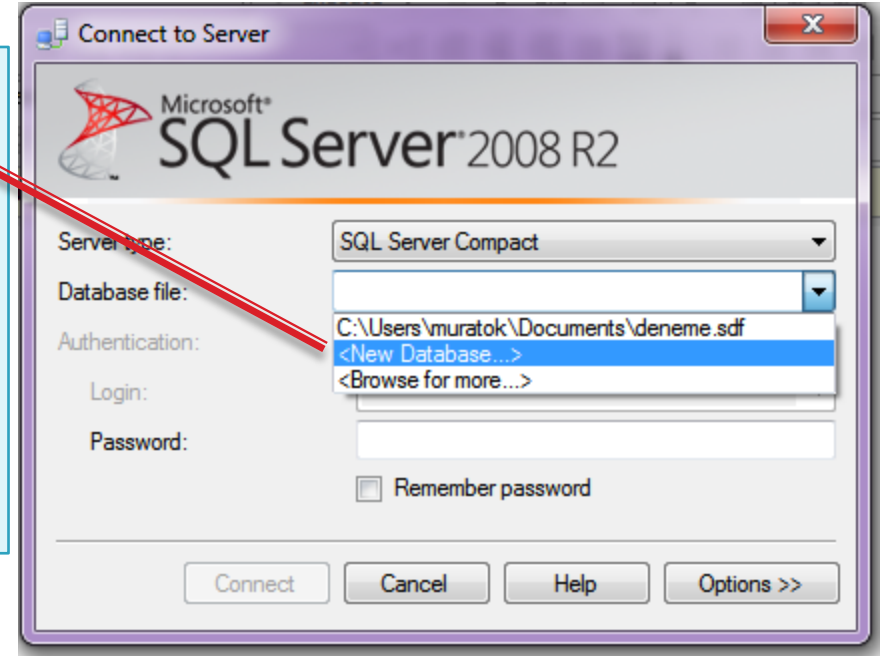 Connect to Server
Microsoft®
SQL Server® 2008 R2
Server type:
SQL Server Compact
Database file:
C:\Users\muratok\Documents\deneme.sdf
<New Database...>
<Browse for more...>
Authentication:
Login:
Password:
Remember password
Connect
Cancel
Help
Options >>